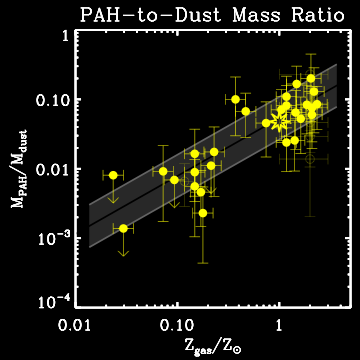 PAH-to-Dust Mass Ratio
1
0.10
0.01
10⁻³
10⁻⁴
M_PAH/M_dust
0.01 0.10 1
Z_gas/Z_⊙